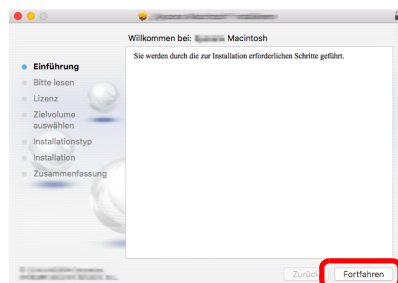 Willkommen bei: Macintosh
Sie werden durch die zur Installation erforderlichen Schritte geführt.
Einführung
Bitte lesen
Lizenz
Zielvolume
auswählen
Installationstyp
Installation
Zusammenfassung
Zurück
Fortfahren